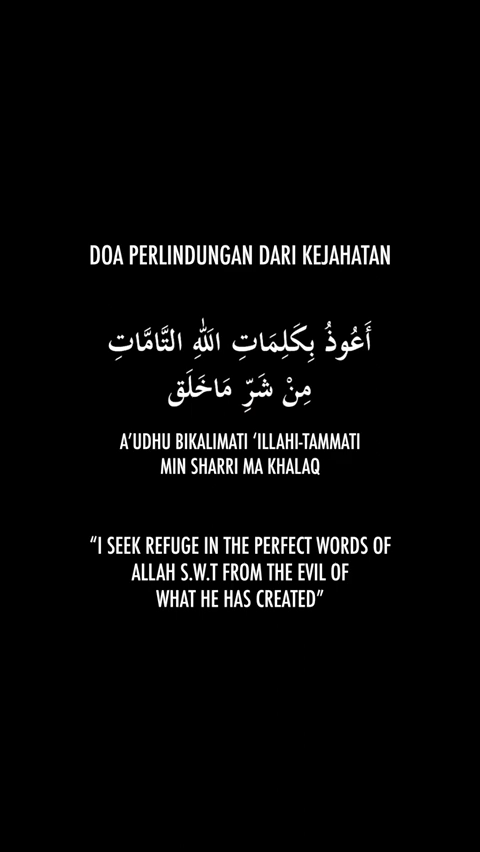 DOA PERLINDUNGAN DARI KEJAHATAN
أَعُوذُ بِكَلِمَاتِ اللهِ التَّامَّاتِ
مِنْ شَرِّ مَاخَلَق
A’UDHU BIKALIMATI ‘ILLAHI-TAMMATI
MIN SHARRI MA KHALAQ
“I SEEK REFUGE IN THE PERFECT WORDS OF
ALLAH S.W.T FROM THE EVIL OF
WHAT HE HAS CREATED”